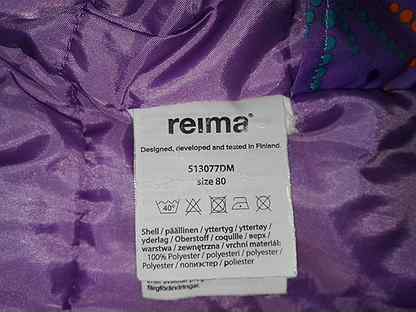 reima®
Designed, developed and tested in Finland.
513077DM
size 80
40°
Shell / päällinen / yttertyg / yttertøy /
yderlag / Oberstoff / coquille / верх /
warstwa / zewnętrzna / vrchní materiál:
100% Polyester / polyesteri / polyester /
Polyester / полиэстер / poliester
färgförändringar.